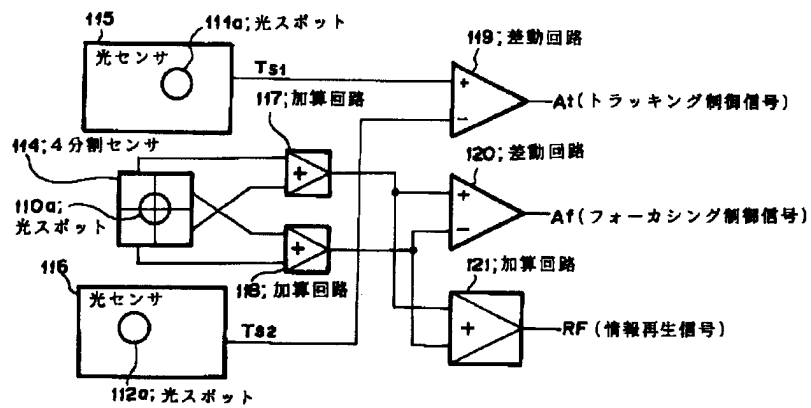 115
111a;光スポット
光センサ
TS1
119;差動回路
+
−
At(トラッキング制御信号)
117;加算回路
+
114;4分割センサ
120;差動回路
+
−
Af(フォーカシング制御信号)
110a;
光スポット
+
118;加算回路
116
光センサ
121;加算回路
+
RF(情報再生信号)
TS2
112a;光スポット